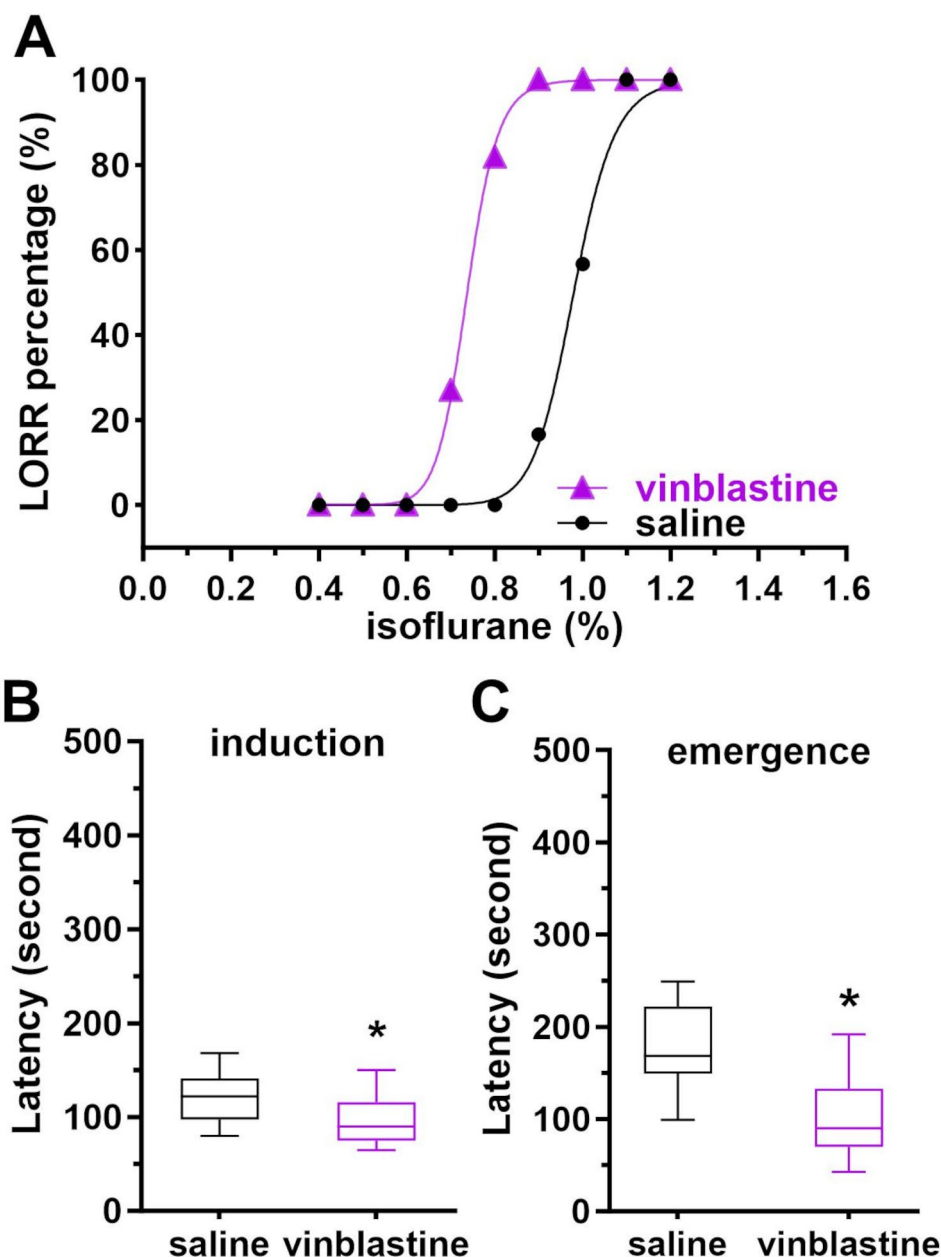 A
LORR percentage (%)
100
80
60
40
20
0
vinblastine
saline
0.0 0.2 0.4 0.6 0.8 1.0 1.2 1.4 1.6
isoflurane (%)
B
induction
Latency (second)
500
400
300
200
100
0
*
saline vinblastine
C
emergence
Latency (second)
500
400
300
200
100
0
*
saline vinblastine